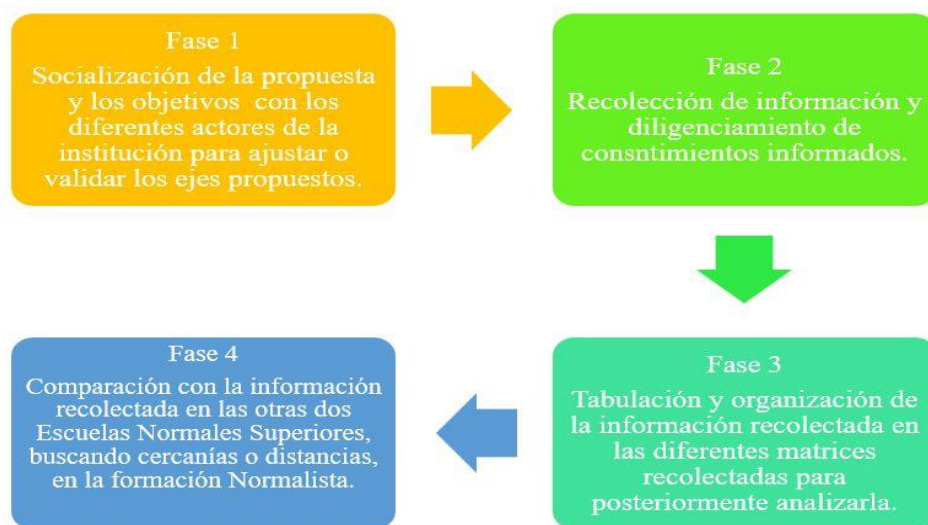 Fase 1
Socialización de la propuesta
y los objetivos con los
diferentes actores de la
institución para ajustar o
validar los ejes propuestos.
Fase 2
Recolección de información y
diligenciamiento de
consntimientos informados.
Fase 3
Tabulación y organización de
la información recolectada en
las diferentes matrices
recolectadas para
posteriormente analizarla.
Fase 4
Comparación con la información
recolectada en las otras dos
Escuelas Normales Superiores,
buscando cercanías o distancias,
en la formación Normalista.